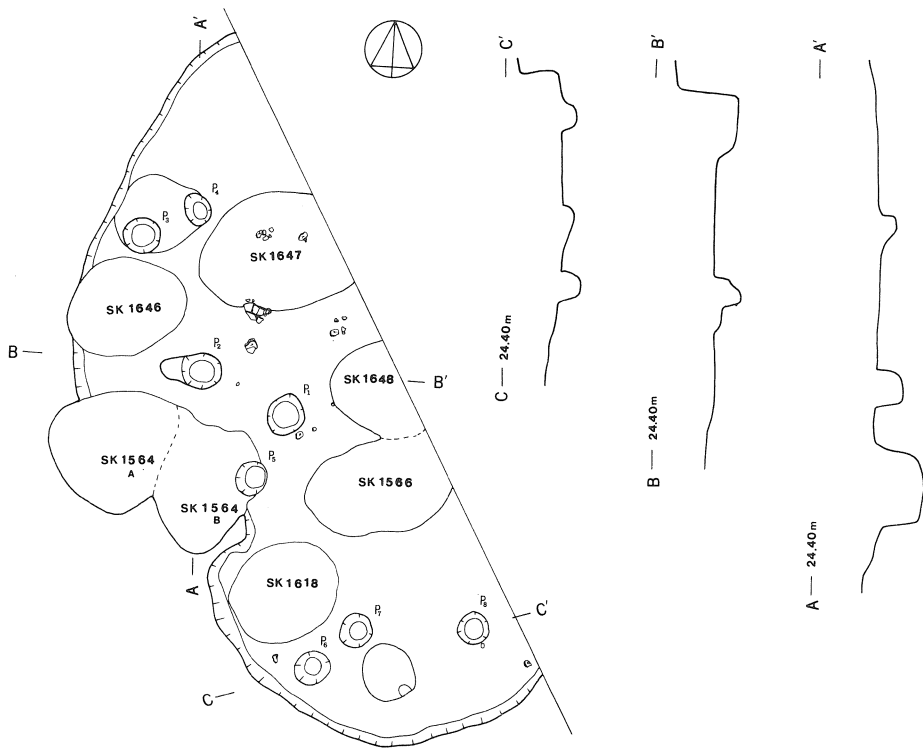 A'
P4
P3
SK 1647
SK 1646
B
P2
P1
SK 1648
B'
SK 1564
A
P5
SK 1564
B
SK 1566
A
SK 1618
P7
P8
C'
P6
C
C'
C
24.40m
B'
B
24.40m
A'
A
24.40m